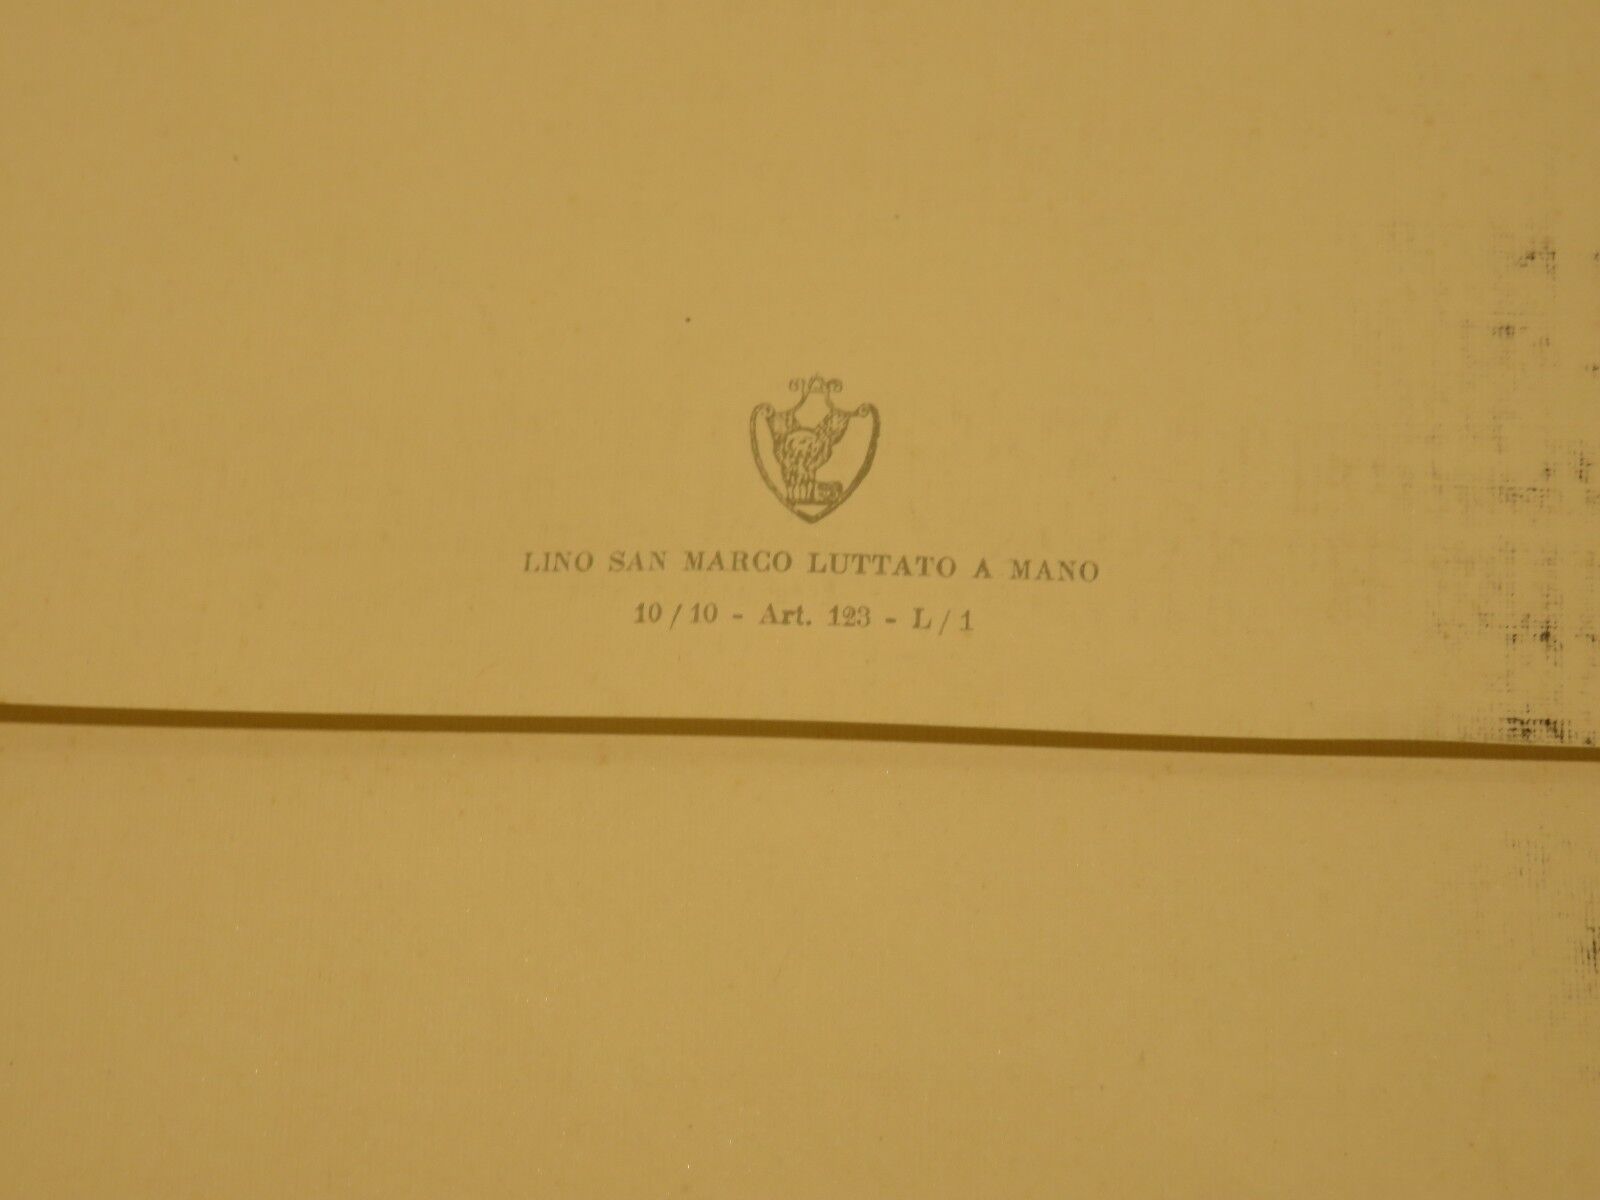 LINO SAN MARCO LUTTATO A MANO
10/10 - Art. 123 - L/1